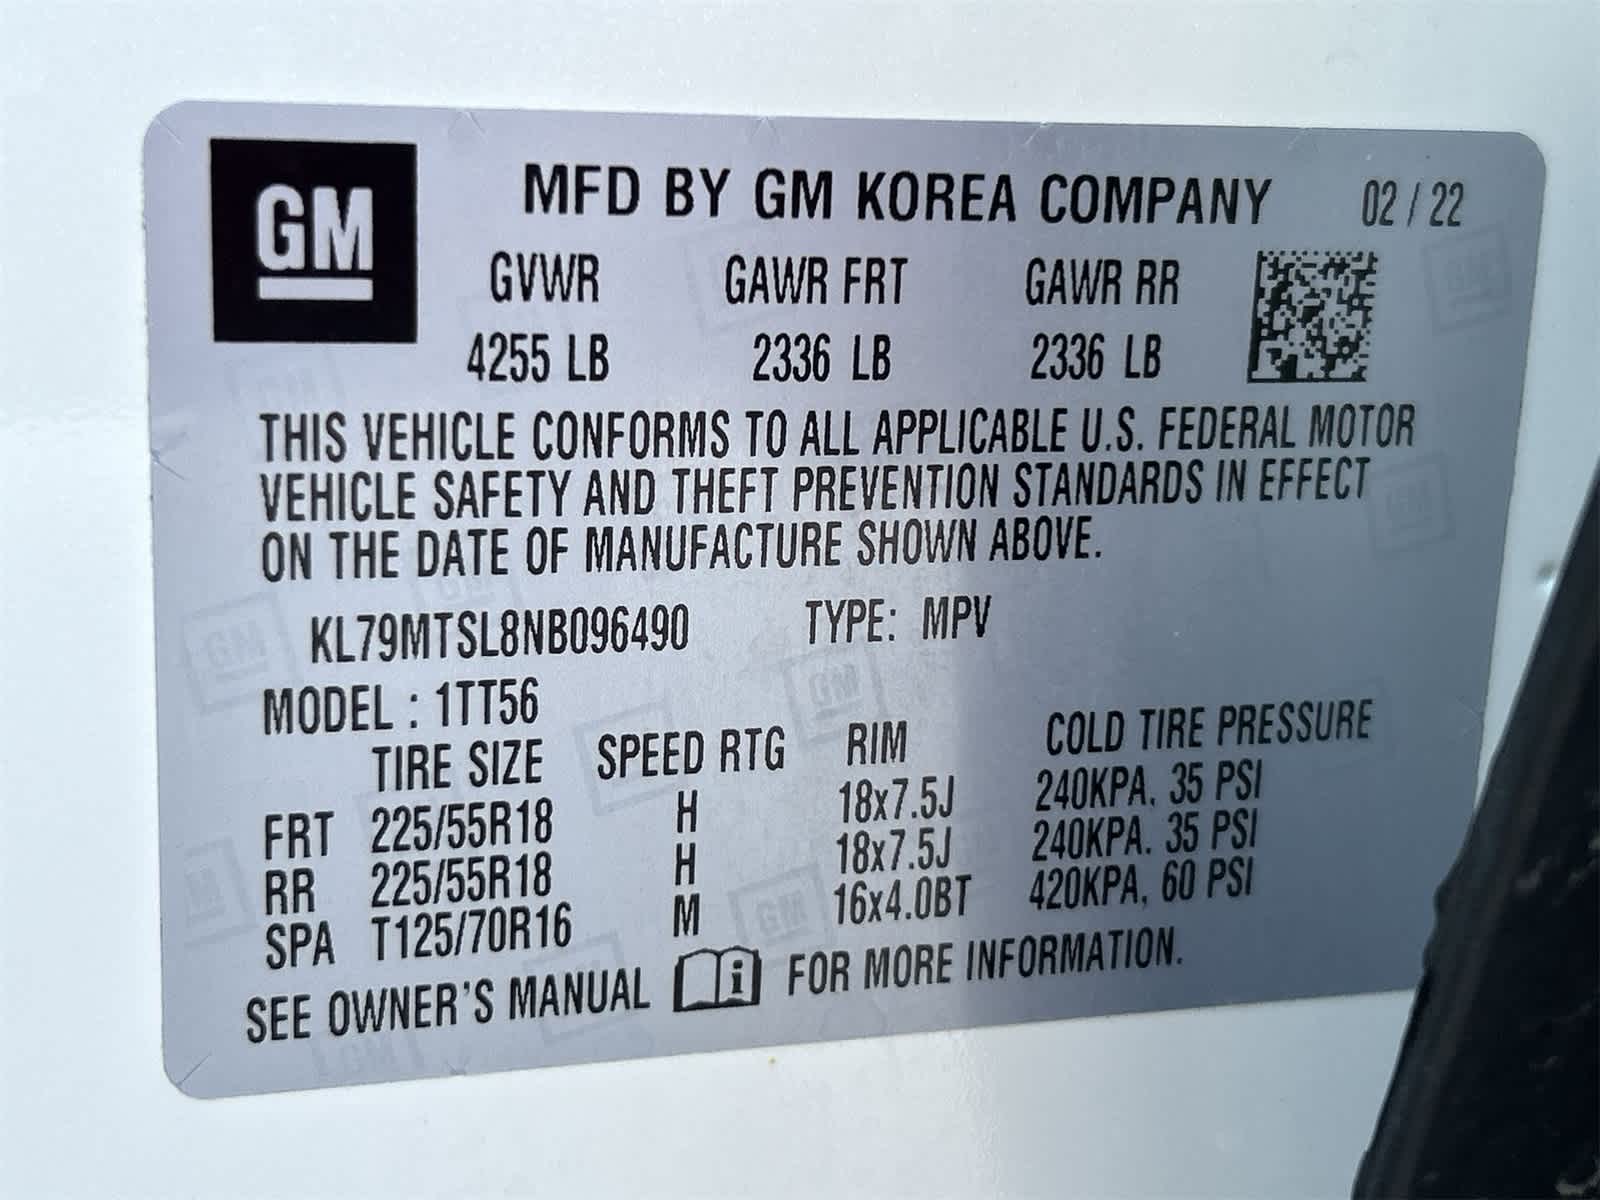 GM
MFD BY GM KOREA COMPANY 02 / 22
GVWR GAWR FRT GAWR RR
4255 LB 2336 LB 2336 LB
THIS VEHICLE CONFORMS TO ALL APPLICABLE U.S. FEDERAL MOTOR
VEHICLE SAFETY AND THEFT PREVENTION STANDARDS IN EFFECT
ON THE DATE OF MANUFACTURE SHOWN ABOVE.
KL79MTSL8NB096490 TYPE: MPV
MODEL : 1TT56
TIRE SIZE SPEED RTG RIM COLD TIRE PRESSURE
FRT 225/55R18 H 18x7.5J 240KPA. 35 PSI
RR 225/55R18 H 18x7.5J 240KPA. 35 PSI
SPA T125/70R16 M 16x4.0BT 420KPA, 60 PSI
SEE OWNER'S MANUAL i FOR MORE INFORMATION.